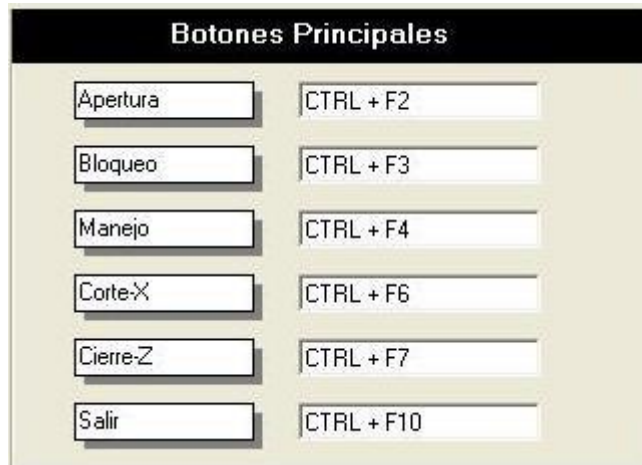 Botones Principales
Apertura CTRL + F2
Bloqueo CTRL + F3
Manejo CTRL + F4
Corte-X CTRL + F6
Cierre-Z CTRL + F7
Salir CTRL + F10